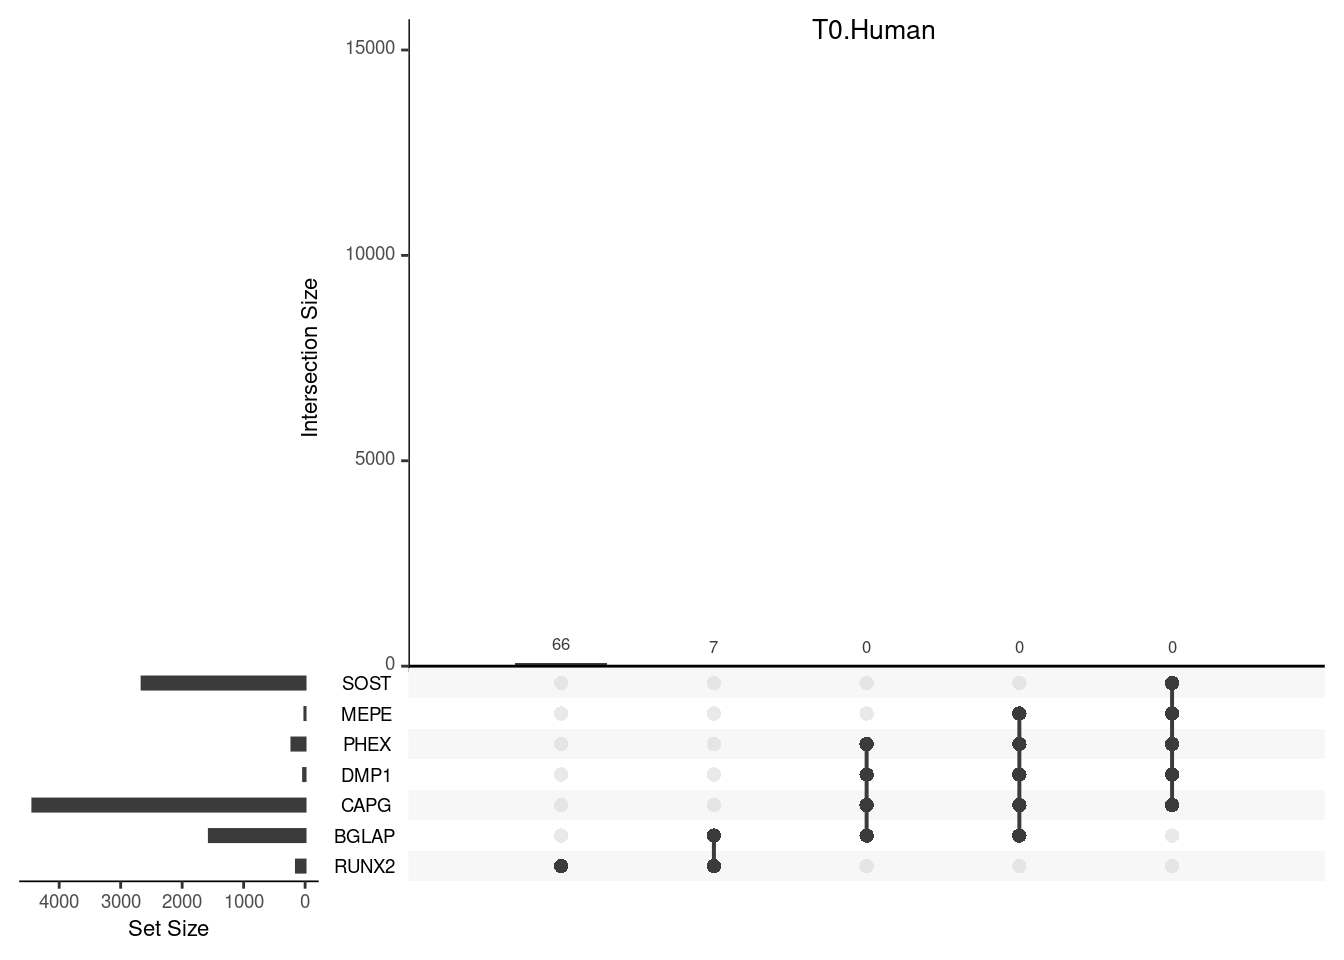 T0.Human
15000
10000
5000
0
Intersection Size
66 7 0 0 0
SOST
MEPE
PHEX
DMP1
CAPG
BGLAP
RUNX2
4000 3000 2000 1000 0
Set Size